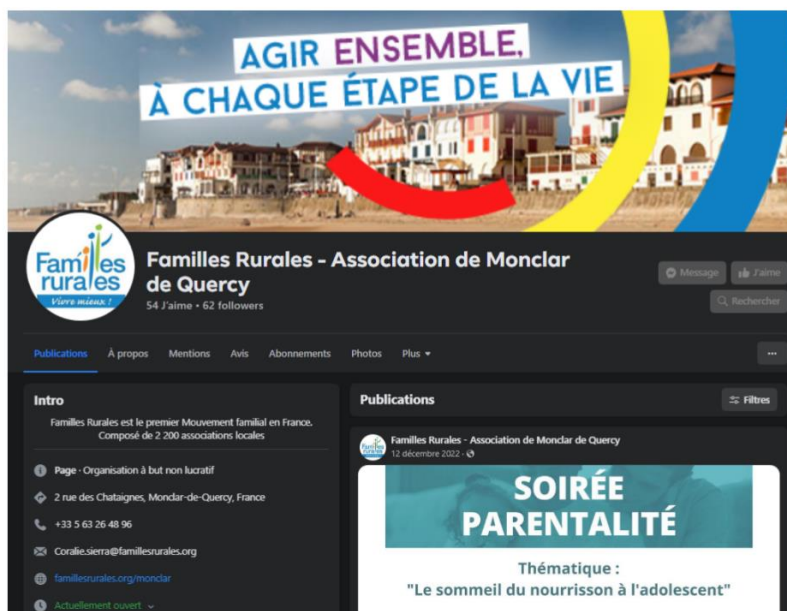 AGIR ENSEMBLE,
À CHAQUE ÉTAPE DE LA VIE
Familles
rurales
Vivre mieux !
Familles Rurales - Association de Monclar
de Quercy
54 J'aime • 62 followers
Message
J'aime
Rechercher
Publications
À propos
Mentions
Avis
Abonnements
Photos
Plus
Intro
Familles Rurales est le premier Mouvement familial en France.
Composé de 2 200 associations locales
Page · Organisation à but non lucratif
2 rue des Chataignes, Monclar-de-Quercy, France
+33 5 63 26 48 96
Coralie.sierra@famillesrurales.org
famillesrurales.org/monclar
Actuellement ouvert
Publications
Filtres
Familles Rurales - Association de Monclar de Quercy
12 décembre 2022 ·
SOIRÉE
PARENTALITÉ
Thématique :
"Le sommeil du nourrisson à l'adolescent"